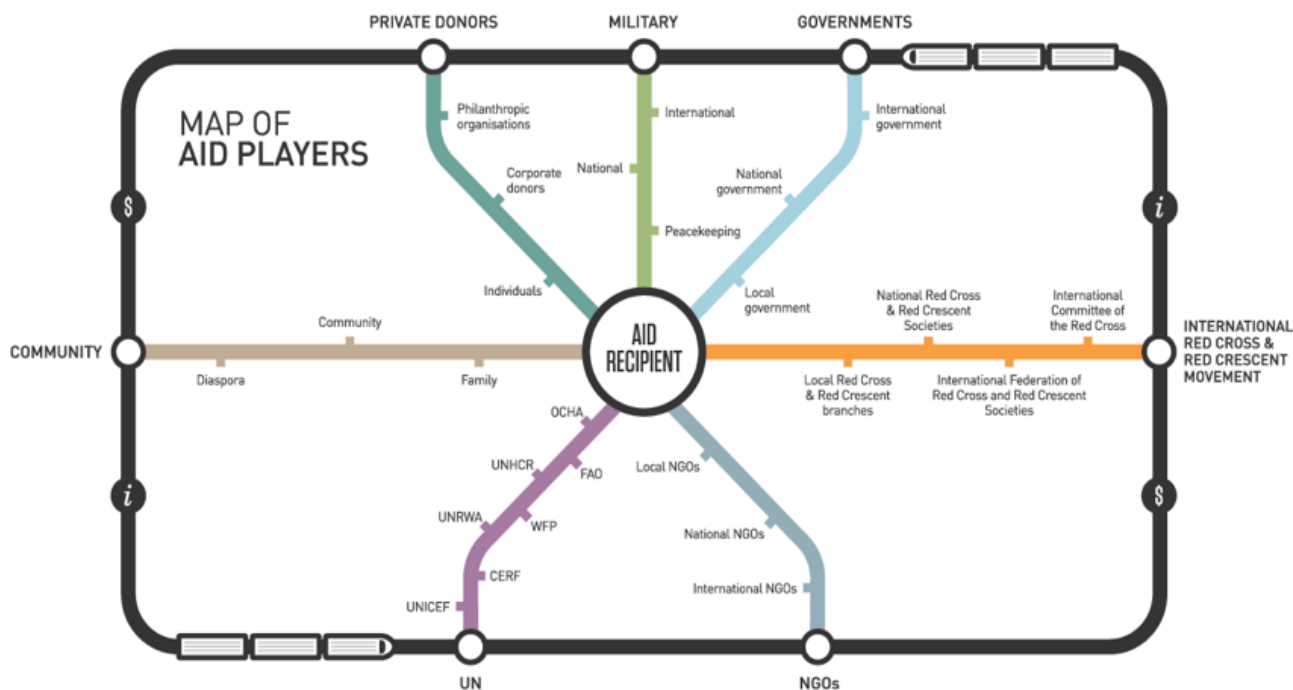 PRIVATE DONORS
MILITARY
GOVERNMENTS
MAP OF
AID PLAYERS
Philanthropic
organisations
Corporate
donors
Individuals
International
National
Peacekeeping
International
government
National
government
Local
government
$
i
COMMUNITY
Community
Diaspora
Family
AID
RECIPIENT
National Red Cross
& Red Crescent
Societies
International
Committee
of the Red Cross
Local Red Cross
& Red Crescent
branches
International Federation of
Red Cross and Red Crescent
Societies
INTERNATIONAL
RED CROSS &
RED CRESCENT
MOVEMENT
i
$
OCHA
UNHCR
FAO
UNRWA
WFP
CERF
UNICEF
Local NGOs
National NGOs
International NGOs
UN
NGOs